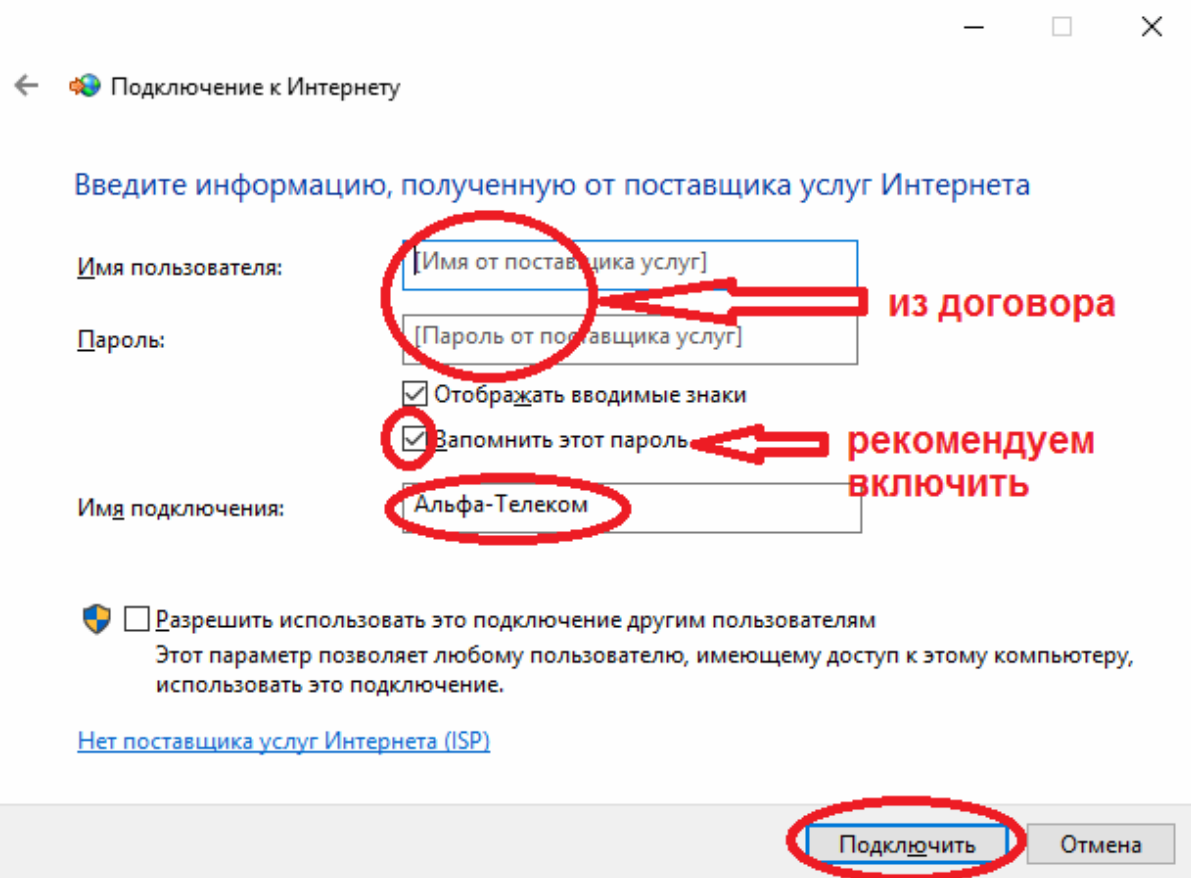 Подключение к Интернету
Введите информацию, полученную от поставщика услуг Интернета
Имя пользователя:
[Имя от поставщика услуг]
из договора
Пароль:
[Пароль от поставщика услуг]
Отображать вводимые знаки
Запомнить этот пароль
рекомендуем
включить
Имя подключения:
Альфа-Телеком
Разрешить использовать это подключение другим пользователям
Этот параметр позволяет любому пользователю, имеющему доступ к этому компьютеру,
использовать это подключение.
Нет поставщика услуг Интернета (ISP)
Подключить
Отмена